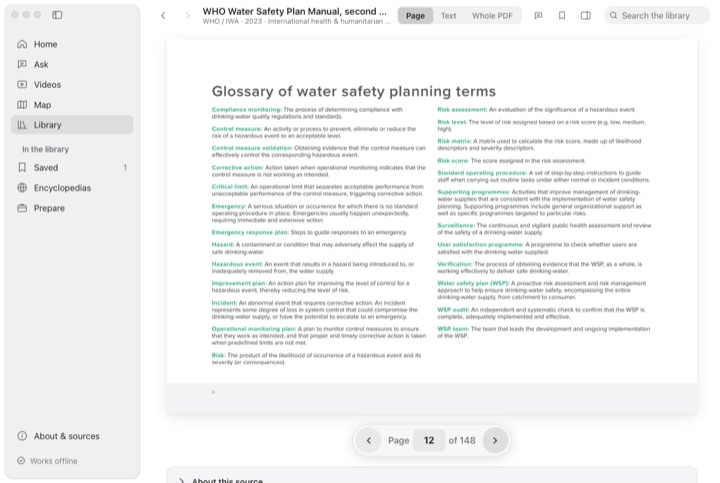 WHO Water Safety Plan Manual, second ...
WHO / IWA · 2023 · International health & humanitarian ...
Page
Text
Whole PDF
Search the library
Home
Ask
Videos
Map
Library
In the library
Saved 1
Encyclopedias
Prepare
About & sources
Works offline
Glossary of water safety planning terms
Compliance monitoring: The process of determining compliance with
drinking-water quality regulations and standards.
Control measure: An activity or process to prevent, eliminate or reduce the
risk of a hazardous event to an acceptable level.
Control measure validation: Obtaining evidence that the control measure can
effectively control the corresponding hazardous event.
Corrective action: Action taken when operational monitoring indicates that the
control measure is not working as intended.
Critical limit: An operational limit that separates acceptable performance from
unacceptable performance of the control measure, triggering corrective action.
Emergency: A serious situation or occurrence for which there is no standard
operating procedure in place. Emergencies usually happen unexpectedly,
requiring immediate and extensive action.
Emergency response plan: Steps to guide responses to an emergency.
Hazard: A contaminant or condition that may adversely affect the supply of
safe drinking-water.
Hazardous event: An event that results in a hazard being introduced to, or
inadequately removed from, the water supply.
Improvement plan: An action plan for improving the level of control for a
hazardous event, thereby reducing the level of risk.
Incident: An abnormal event that requires corrective action. An incident
represents some degree of loss in system control that could compromise the
drinking-water supply, or have the potential to escalate to an emergency.
Operational monitoring plan: A plan to monitor control measures to ensure
that they work as intended, and that proper and timely corrective action is taken
when predefined limits are not met.
Risk: The product of the likelihood of occurrence of a hazardous event and its
severity (or consequences).
Risk assessment: An evaluation of the significance of a hazardous event.
Risk level: The level of risk assigned based on a risk score (e.g. low, medium,
high).
Risk matrix: A matrix used to calculate the risk score, made up of likelihood
descriptors and severity descriptors.
Risk score: The score assigned in the risk assessment.
Standard operating procedure: A set of step-by-step instructions to guide
staff when carrying out routine tasks under either normal or incident conditions.
Supporting programmes: Activities that improve management of drinking-
water supplies that are consistent with the implementation of water safety
planning. Supporting programmes include general organizational support as
well as specific programmes targeted to particular risks.
Surveillance: The continuous and vigilant public health assessment and review
of the safety of a drinking-water supply.
User satisfaction programme: A programme to check whether users are
satisfied with the drinking-water supplied.
Verification: The process of obtaining evidence that the WSP, as a whole, is
working effectively to deliver safe drinking-water.
Water safety plan (WSP): A proactive risk assessment and risk management
approach to help ensure drinking-water safety, encompassing the entire
drinking-water supply, from catchment to consumer.
WSP audit: An independent and systematic check to confirm that the WSP is
complete, adequately implemented and effective.
WSP team: The team that leads the development and ongoing implementation
of the WSP.
Page 12 of 148
About this source